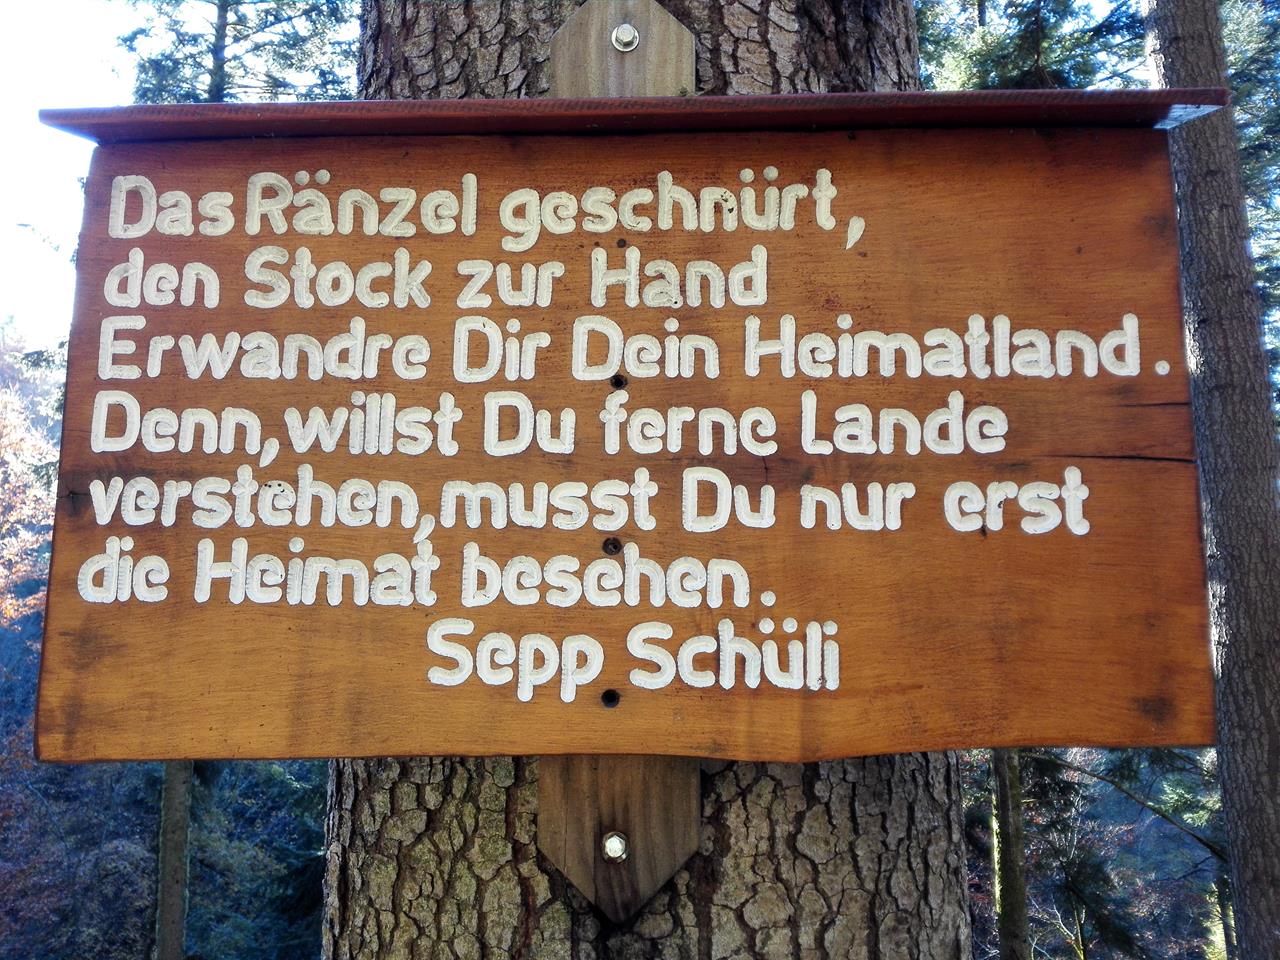 Das Ränzel geschnürt,
den Stock zur Hand
Erwandre Dir Dein Heimatland.
Denn, willst Du ferne Lande
verstehen, musst Du nur erst
die Heimat besehen.
Sepp Schüli